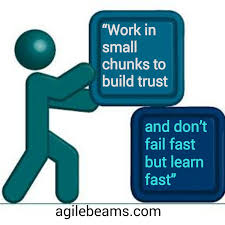 “Work in
small
chunks to
build trust
and don’t
fail fast
but learn
fast”
agilebeams.com